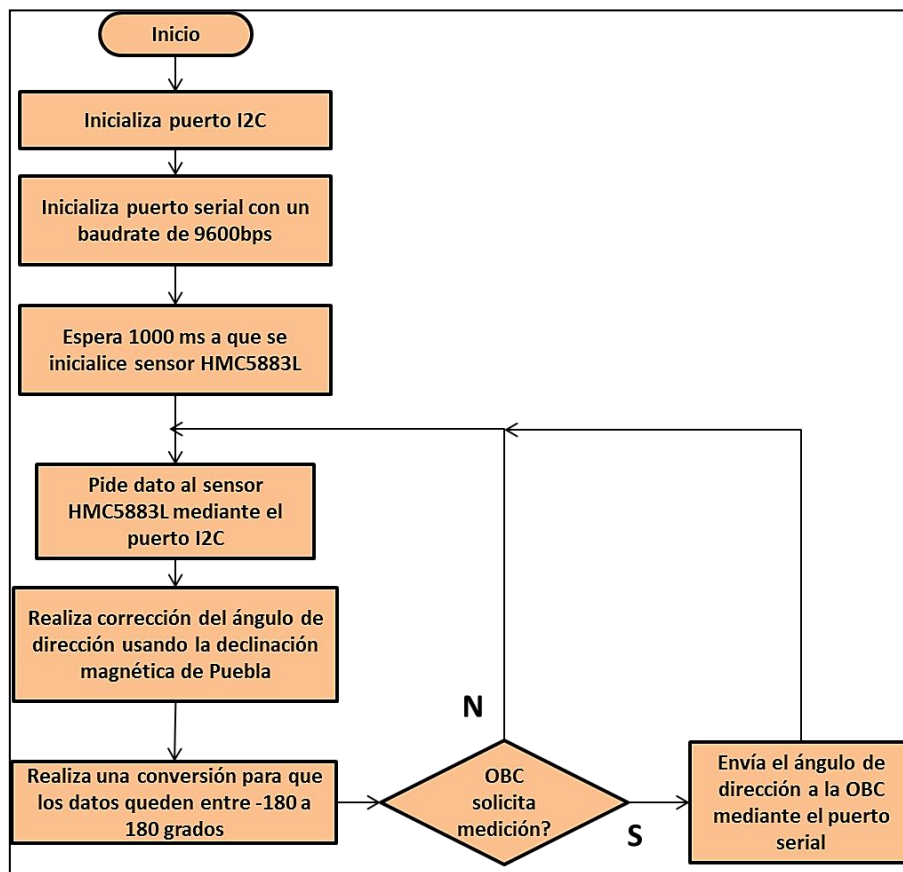 Inicio
Inicializa puerto I2C
Inicializa puerto serial con un
baudrate de 9600bps
Espera 1000 ms a que se
inicialice sensor HMC5883L
Pide dato al sensor
HMC5883L mediante el
puerto I2C
Realiza corrección del ángulo de
dirección usando la declinación
magnética de Puebla
Realiza una conversión para que
los datos queden entre -180 a
180 grados
N
OBC
solicita
medición?
S
Envía el ángulo de
dirección a la OBC
mediante el puerto
serial